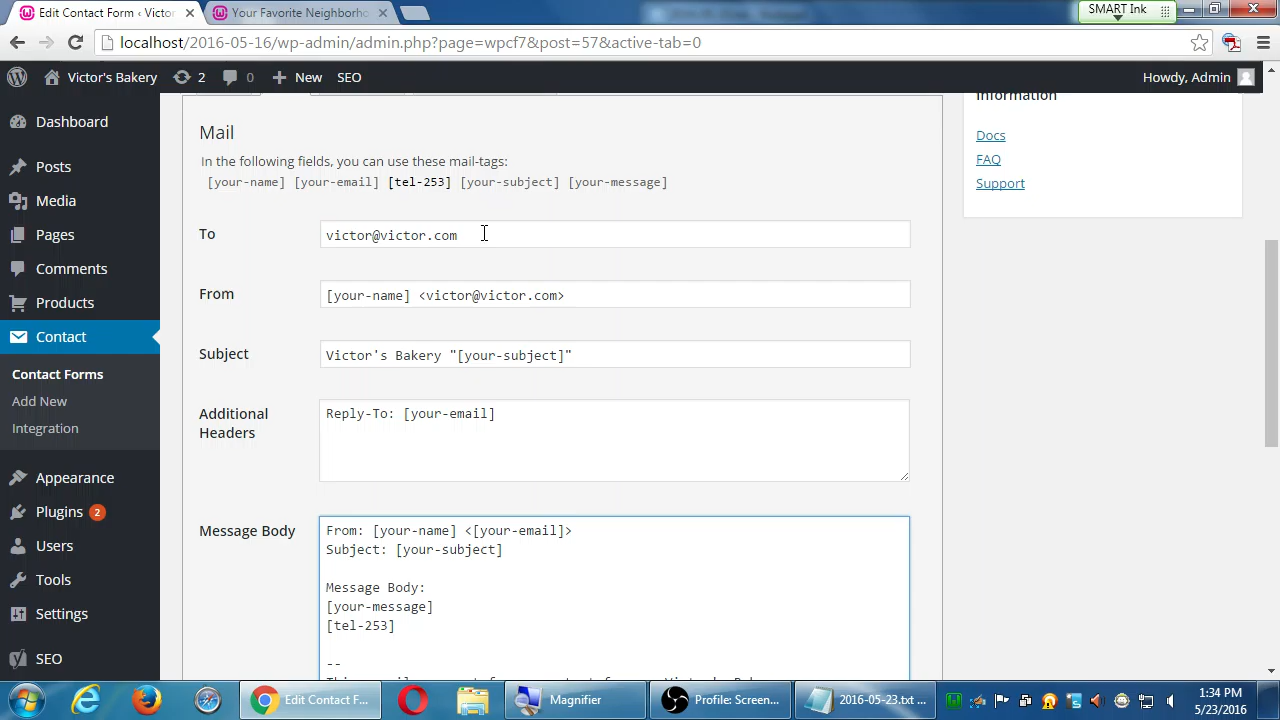 Edit Contact Form ‹ Victor
Your Favorite Neighborho
SMART Ink
localhost/2016-05-16/wp-admin/admin.php?page=wpcf7&post=57&active-tab=0
Victor's Bakery 2 0 New SEO Howdy, Admin
Dashboard
Posts
Media
Pages
Comments
Products
Contact
Contact Forms
Add New
Integration
Appearance
Plugins 2
Users
Tools
Settings
SEO
Mail
In the following fields, you can use these mail-tags:
[your-name] [your-email] [tel-253] [your-subject] [your-message]
To victor@victor.com
From [your-name] <victor@victor.com>
Subject Victor's Bakery "[your-subject]"
Additional Headers Reply-To: [your-email]
Message Body
From: [your-name] <[your-email]>
Subject: [your-subject]
Message Body:
[your-message]
[tel-253]
--
Information
Docs
FAQ
Support
Edit Contact F...
Magnifier
Profile: Screen...
2016-05-23.txt ...
1:34 PM
5/23/2016